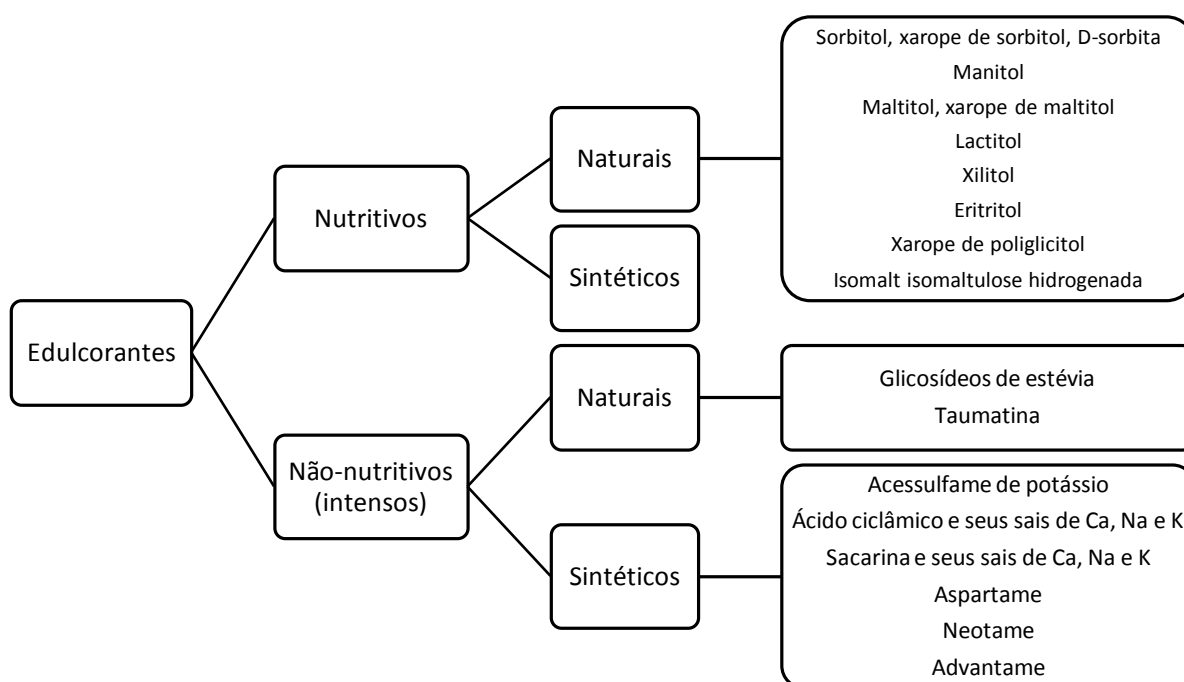 Edulcorantes
Nutritivos
Naturais
Sorbitol, xarope de sorbitol, D-sorbita
Manitol
Maltitol, xarope de maltitol
Lactitol
Xilitol
Eritritol
Xarope de poliglicitol
Isomalt isomaltulose hidrogenada
Sintéticos
Não-nutritivos
(intensos)
Naturais
Glicosídeos de estévia
Taumatina
Sintéticos
Acessulfame de potássio
Ácido ciclâmico e seus sais de Ca, Na e K
Sacarina e seus sais de Ca, Na e K
Aspartame
Neotame
Advantame